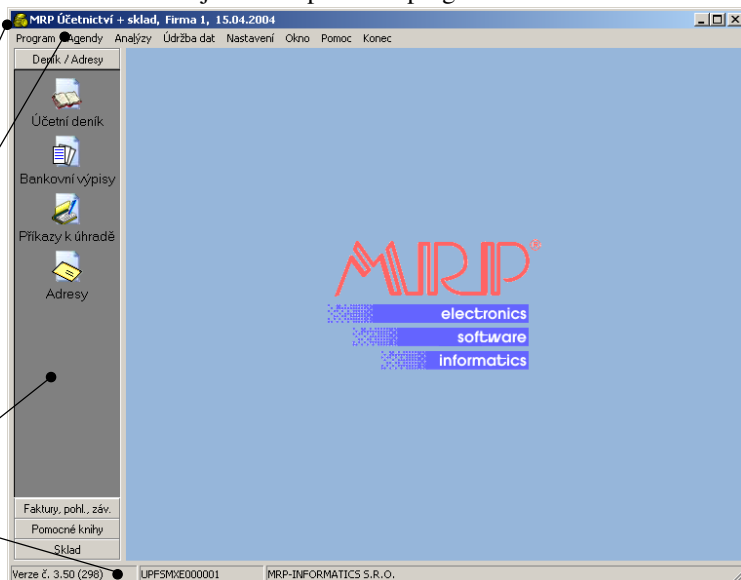 MRP Účetnictví + sklad, Firma 1, 15.04.2004
Program Agendy Analýzy Údržba dat Nastavení Okno Pomoc Konec
Deník / Adresy
Účetní deník
Bankovní výpisy
Příkazy k úhradě
Adresy
MRP®
electronics
software
informatics
Faktury, pohl., záv.
Pomocné knihy
Sklad
Verze č. 3.50 (298) UPFSMXE000001 MRP-INFORMATICS S.R.O.